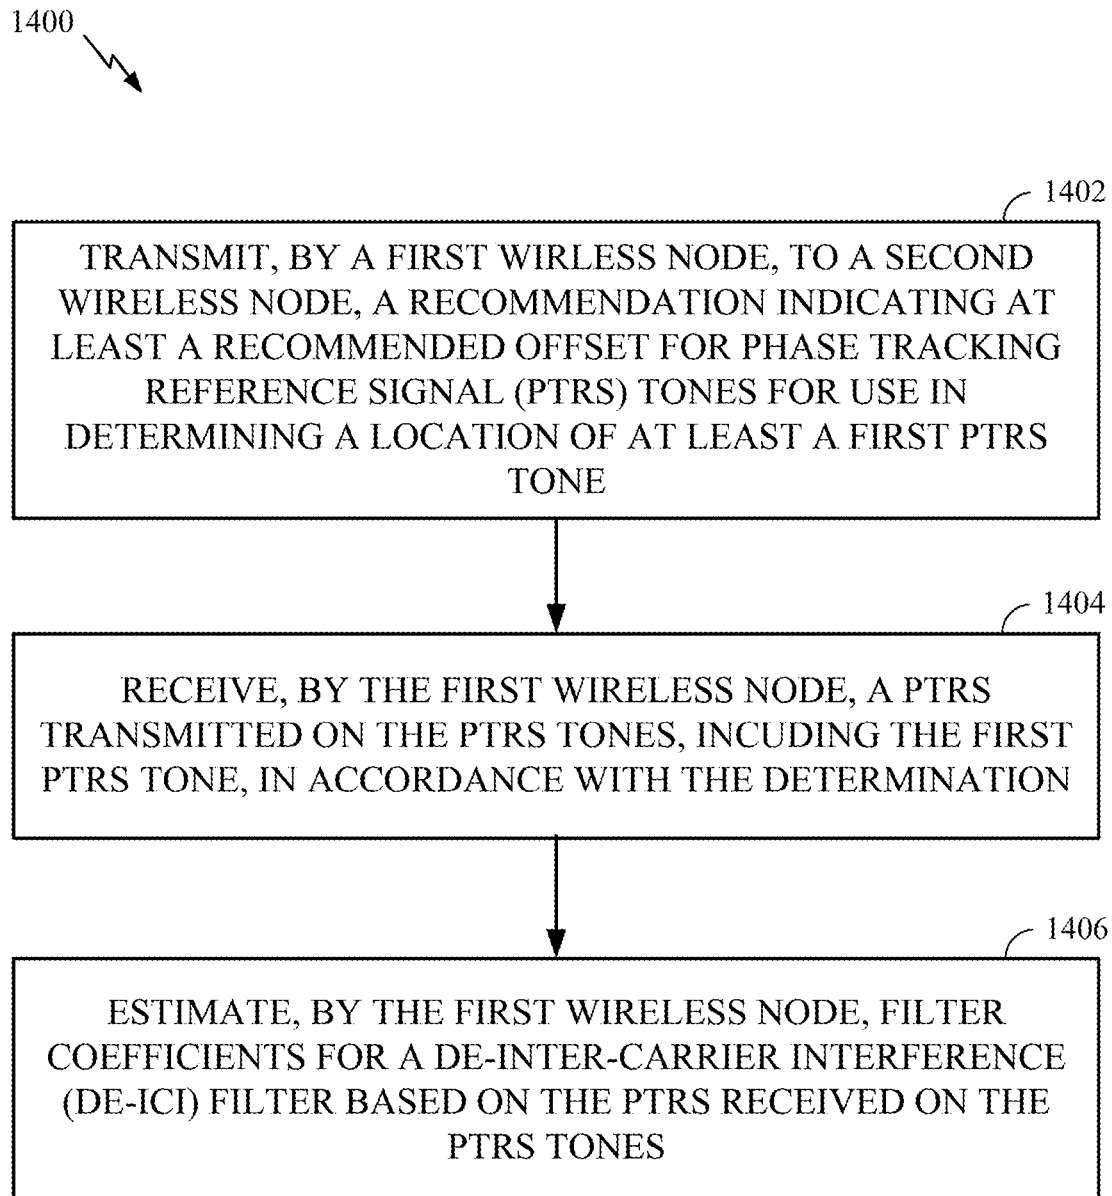 1400
1402
TRANSMIT, BY A FIRST WIRLESS NODE, TO A SECOND
WIRELESS NODE, A RECOMMENDATION INDICATING AT
LEAST A RECOMMENDED OFFSET FOR PHASE TRACKING
REFERENCE SIGNAL (PTRS) TONES FOR USE IN
DETERMINING A LOCATION OF AT LEAST A FIRST PTRS
TONE
1404
RECEIVE, BY THE FIRST WIRELESS NODE, A PTRS
TRANSMITTED ON THE PTRS TONES, INCUDING THE FIRST
PTRS TONE, IN ACCORDANCE WITH THE DETERMINATION
1406
ESTIMATE, BY THE FIRST WIRELESS NODE, FILTER
COEFFICIENTS FOR A DE-INTER-CARRIER INTERFERENCE
(DE-ICI) FILTER BASED ON THE PTRS RECEIVED ON THE
PTRS TONES